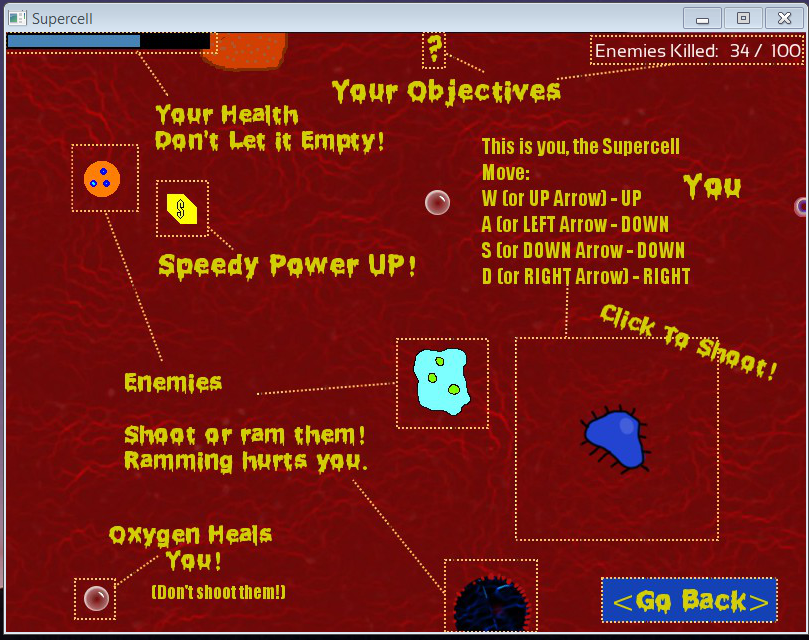 Supercell
?
Enemies Killed: 34 / 100
Your Objectives
Your Health
Don't Let it Empty!
This is you, the Supercell
Move:
W (or UP Arrow) - UP
A (or LEFT Arrow - DOWN
S (or DOWN Arrow - DOWN
D (or RIGHT Arrow) - RIGHT
You
S
Speedy Power UP!
Click To Shoot!
Enemies
Shoot or ram them!
Ramming hurts you.
Oxygen Heals
You!
(Don't shoot them!)
<Go Back>